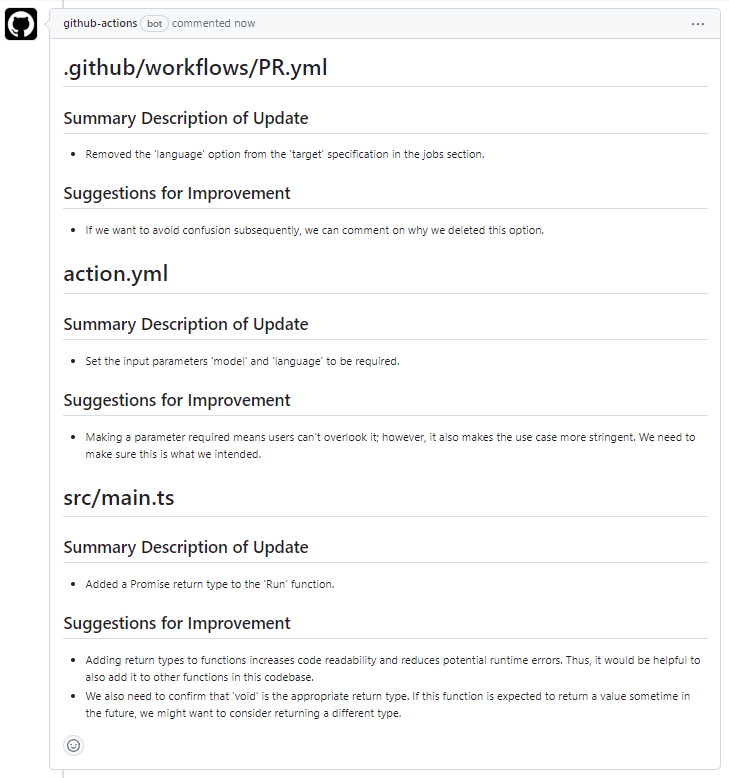 github-actions bot commented now
.github/workflows/PR.yml
Summary Description of Update
Removed the 'language' option from the 'target' specification in the jobs section.
Suggestions for Improvement
If we want to avoid confusion subsequently, we can comment on why we deleted this option.
action.yml
Summary Description of Update
Set the input parameters 'model' and 'language' to be required.
Suggestions for Improvement
Making a parameter required means users can't overlook it; however, it also makes the use case more stringent. We need to
make sure this is what we intended.
src/main.ts
Summary Description of Update
Added a Promise return type to the 'Run' function.
Suggestions for Improvement
Adding return types to functions increases code readability and reduces potential runtime errors. Thus, it would be helpful to
also add it to other functions in this codebase.
We also need to confirm that 'void' is the appropriate return type. If this function is expected to return a value sometime in
the future, we might want to consider returning a different type.